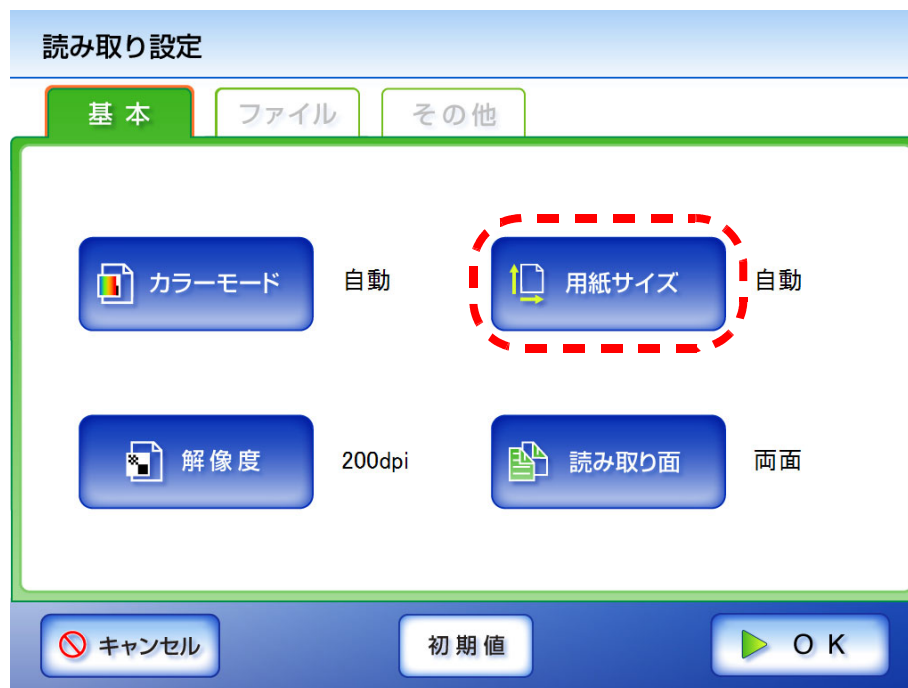 読み取り設定
基本 ファイル その他
カラーモード 自動 用紙サイズ 自動
解像度 200dpi 読み取り面 両面
キャンセル 初期値 OK